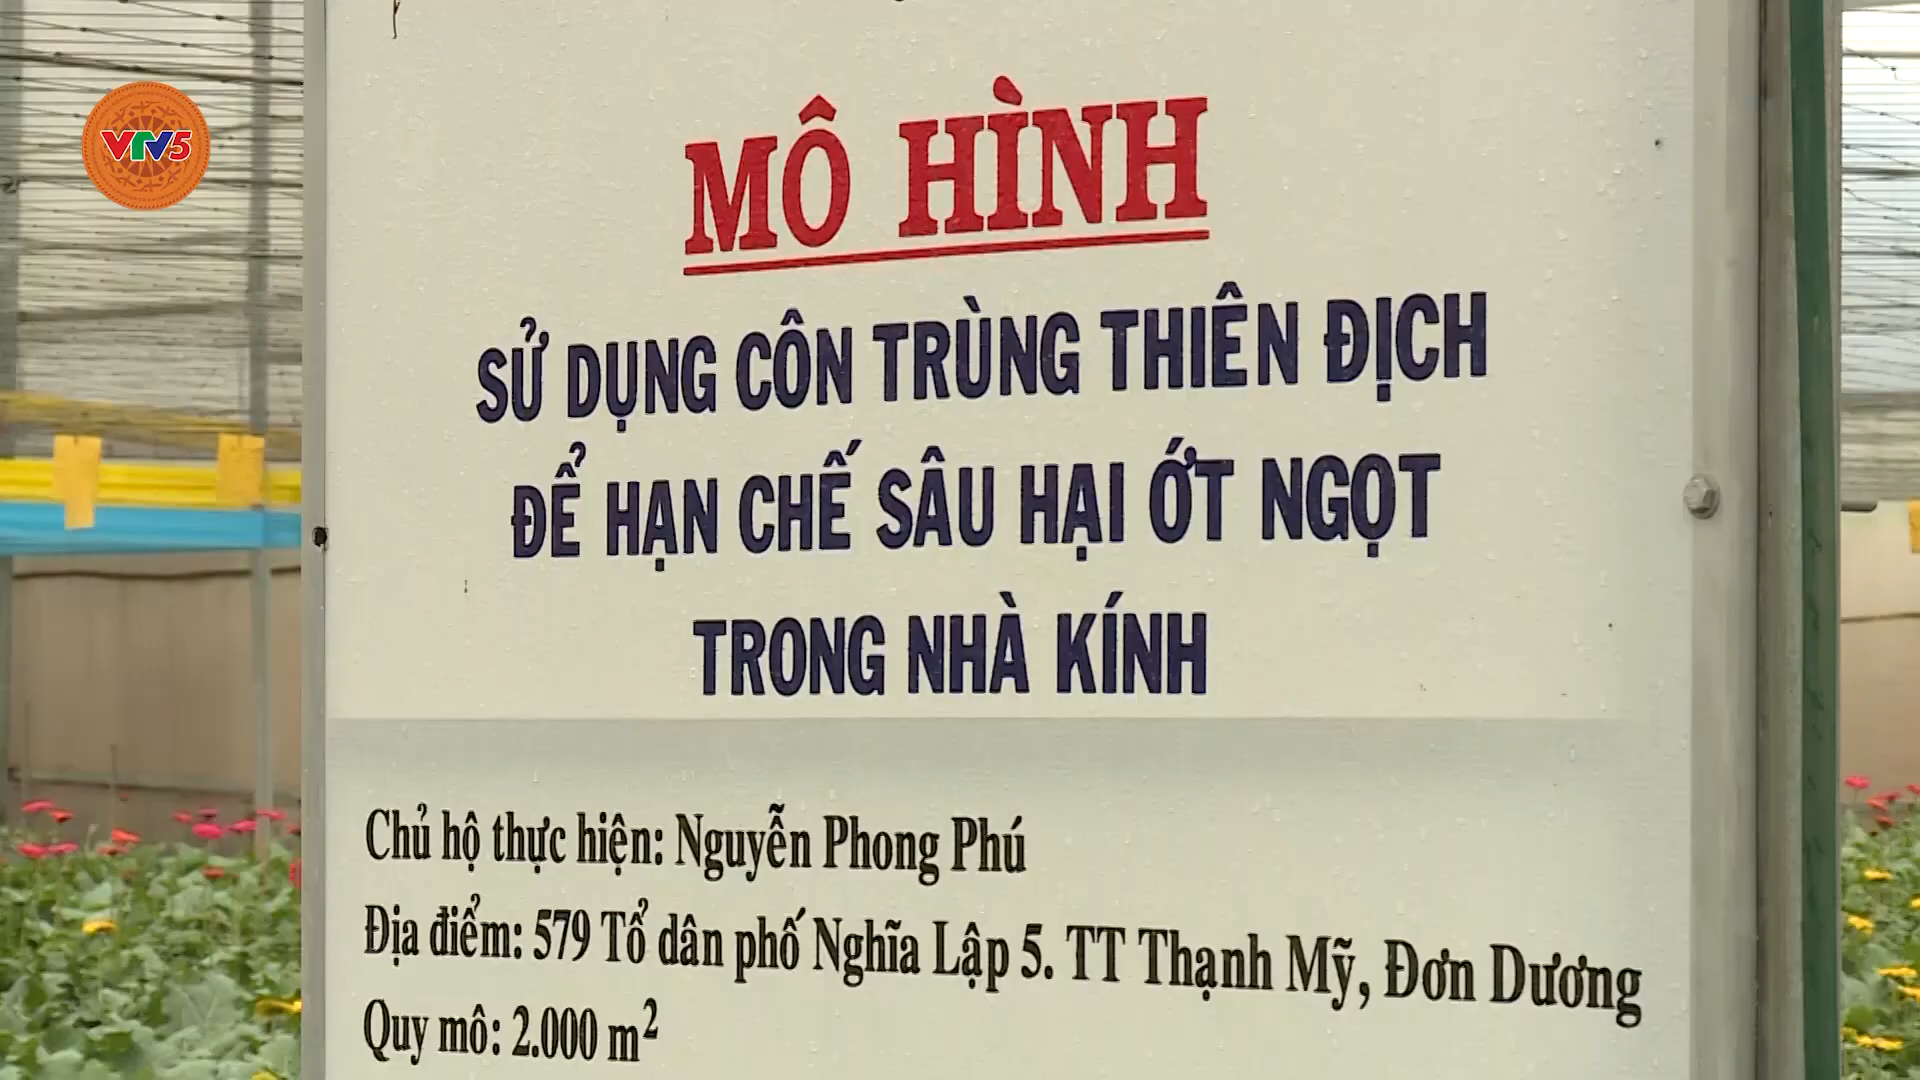 VTV5
MÔ HÌNH
SỬ DỤNG CÔN TRÙNG THIÊN ĐỊCH
ĐỂ HẠN CHẾ SÂU HẠI ỚT NGỌT
TRONG NHÀ KÍNH
Chủ hộ thực hiện: Nguyễn Phong Phú
Địa điểm: 579 Tổ dân phố Nghĩa Lập 5. TT Thạnh Mỹ, Đơn Dương
Quy mô: 2.000 m²